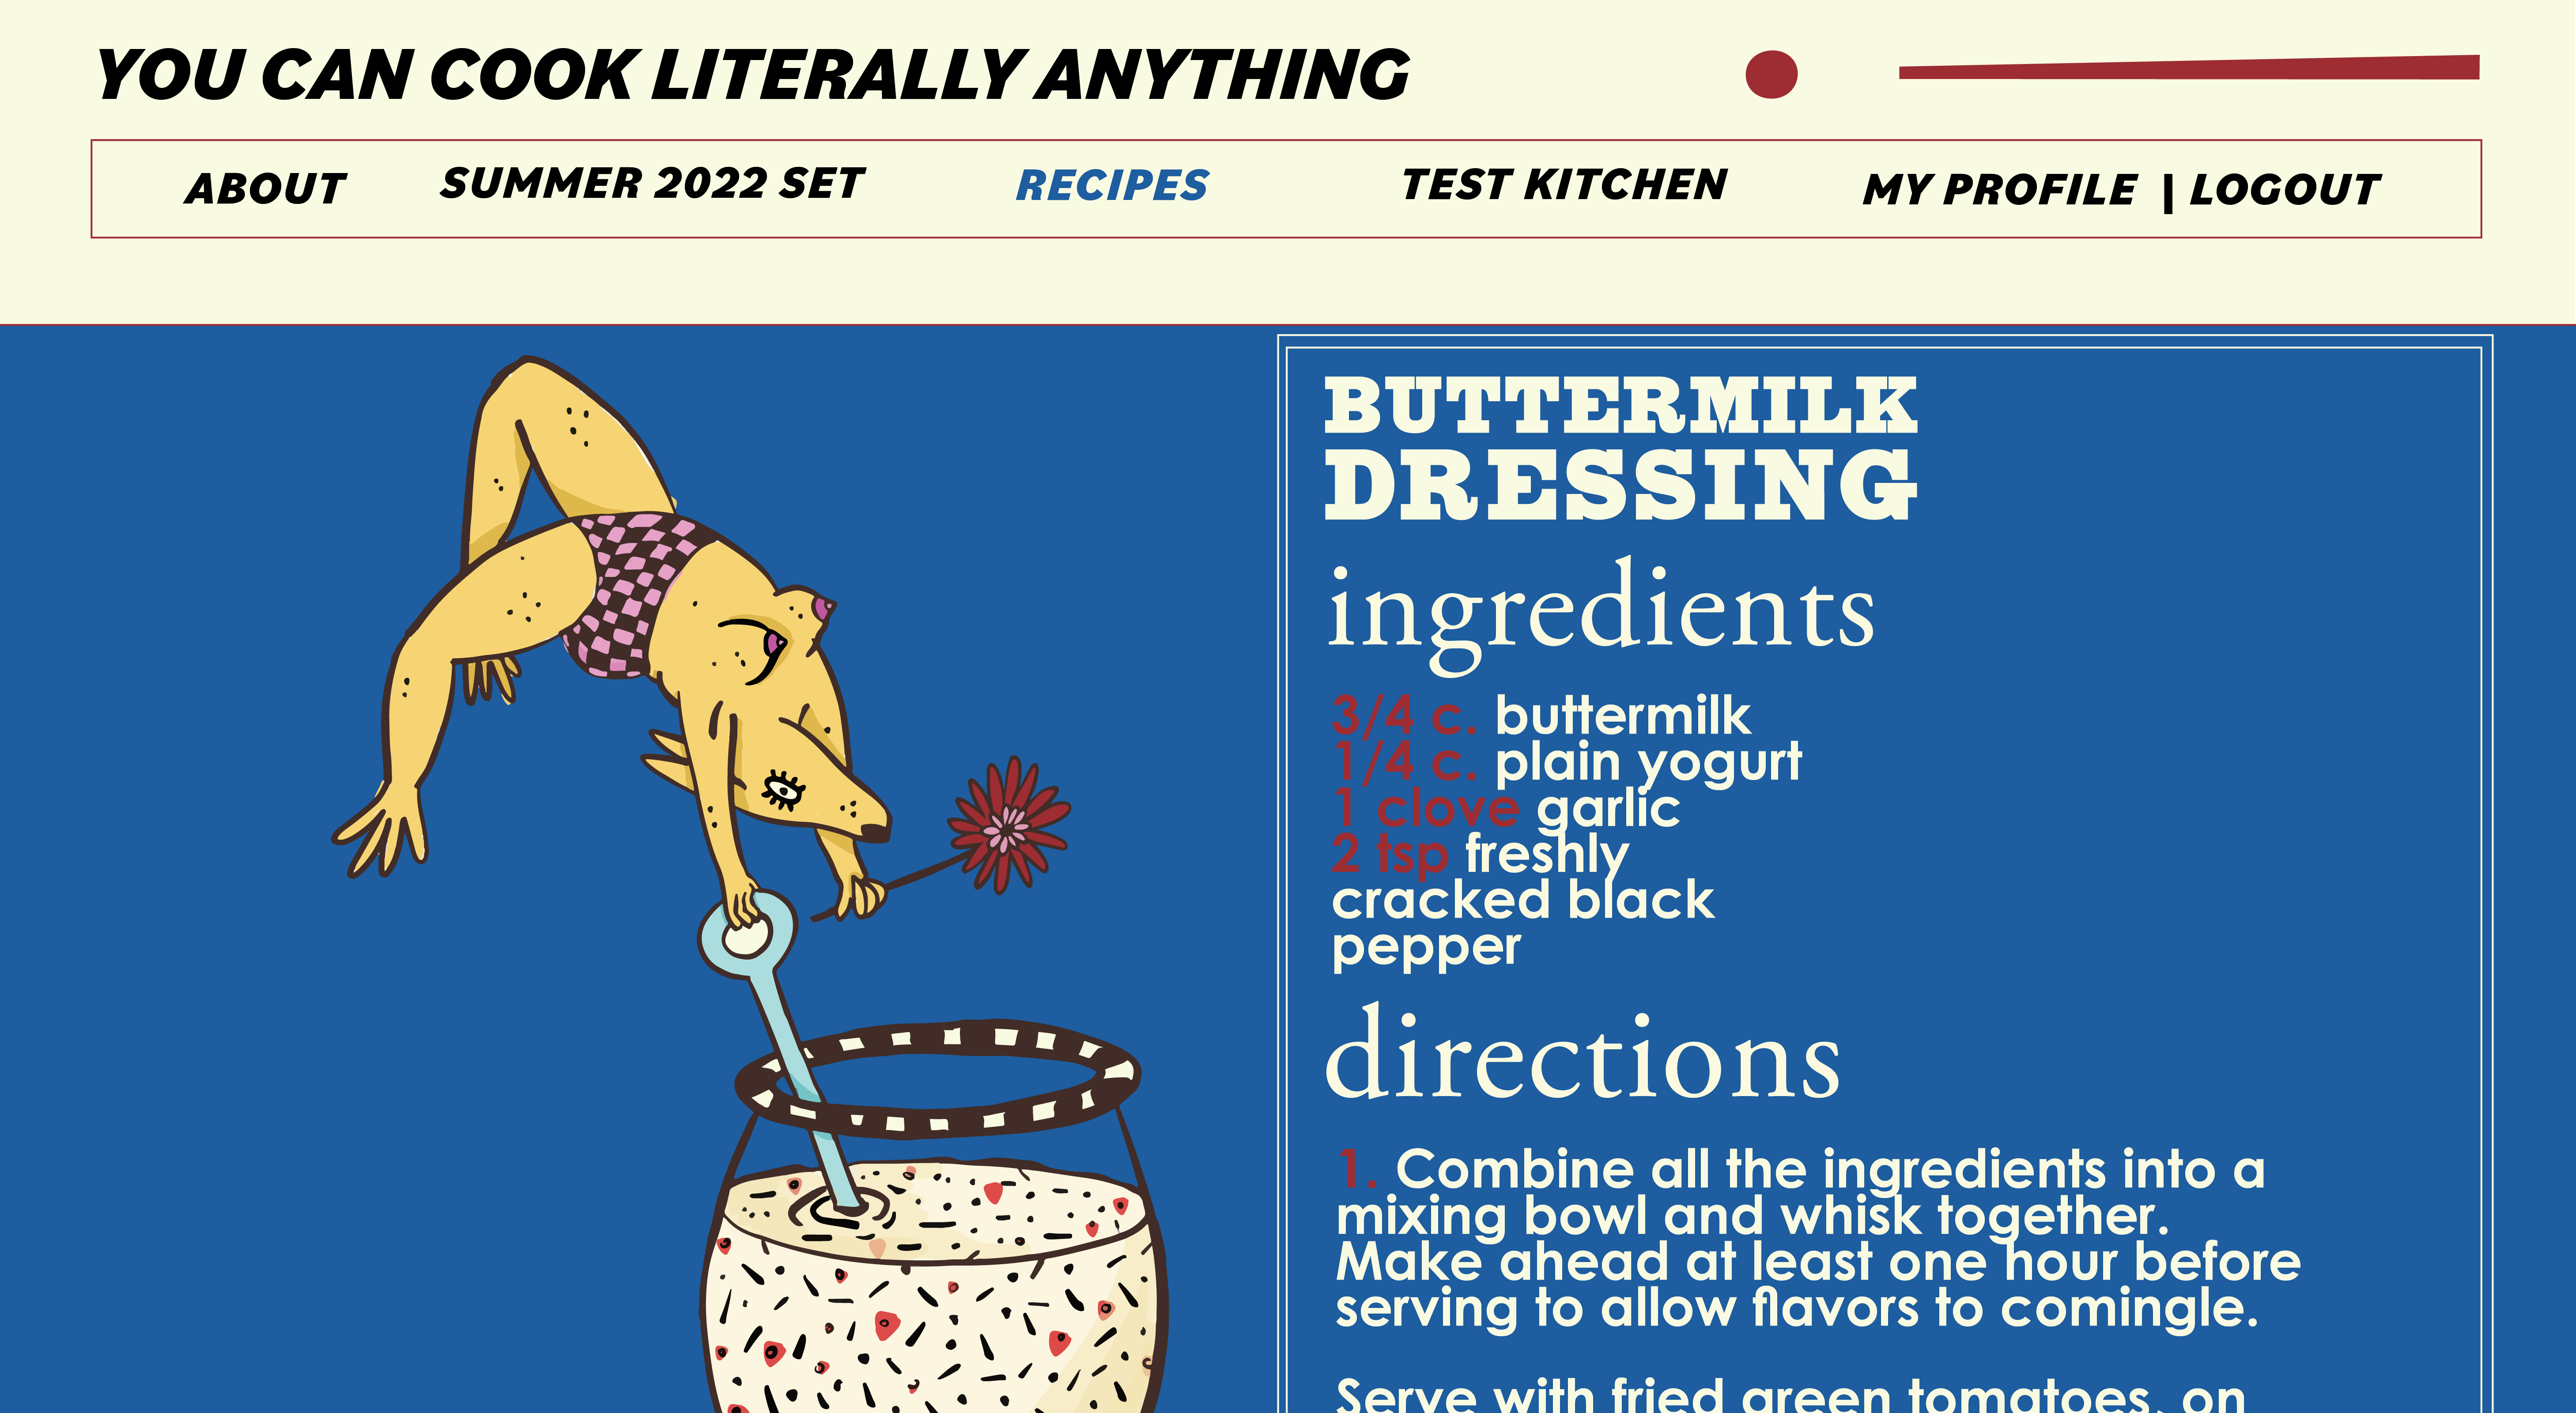 YOU CAN COOK LITERALLY ANYTHING
ABOUT SUMMER 2022 SET RECIPES TEST KITCHEN MY PROFILE | LOGOUT
BUTTERMILK
DRESSING
ingredients
3/4 c. buttermilk
1/4 c. plain yogurt
1 clove garlic
2 tsp freshly
cracked black
pepper
directions
1. Combine all the ingredients into a
mixing bowl and whisk together.
Make ahead at least one hour before
serving to allow flavors to comingle.
Serve with fried green tomatoes, on